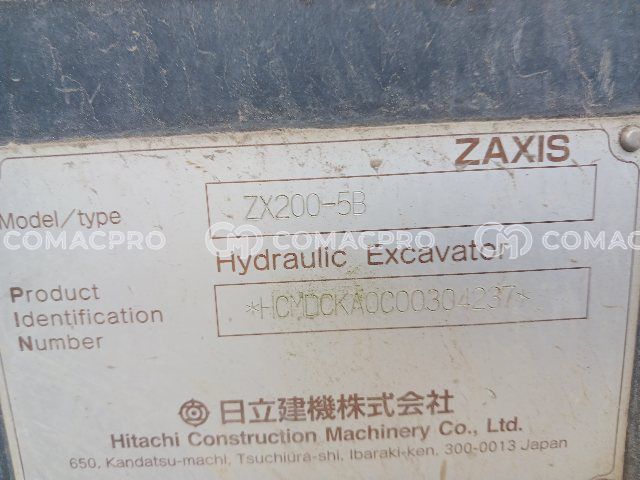 ZAXIS
Model/type ZX200-5B
Hydraulic Excavator
Product
Identification
Number
*HCMDCKA0C00304237*
日立建機株式会社
Hitachi Construction Machinery Co., Ltd.
650, Kandatsu-machi, Tsuchiura-shi, Ibaraki-ken, 300-0013 Japan
COMACPRO COMACPRO COMACPRO